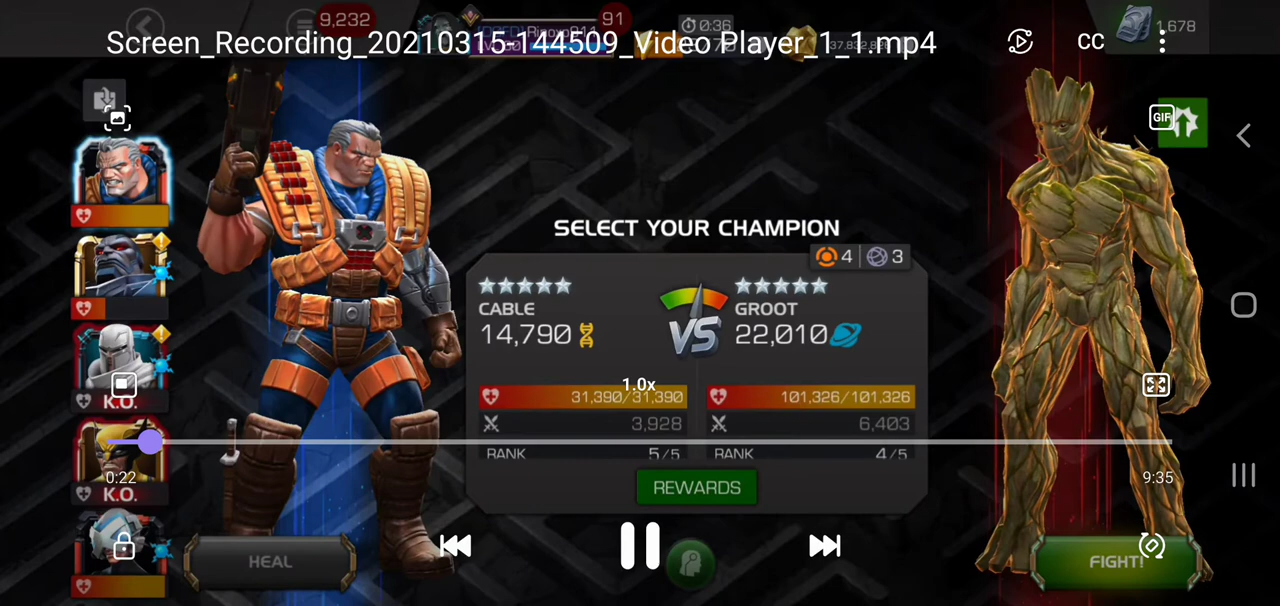 9,232
91
0:36
1,678
Screen_Recording_20210315-144509_Video Player_1_1.mp4
CC
GIF
SELECT YOUR CHAMPION
4 3
CABLE
14,790
VS
GROOT
22,010
1.0x
31,390/31,390
101,326/101,326
3,928
6,403
RANK 5/5
RANK 4/5
K.O.
K.O.
0:22
9:35
REWARDS
HEAL
FIGHT!